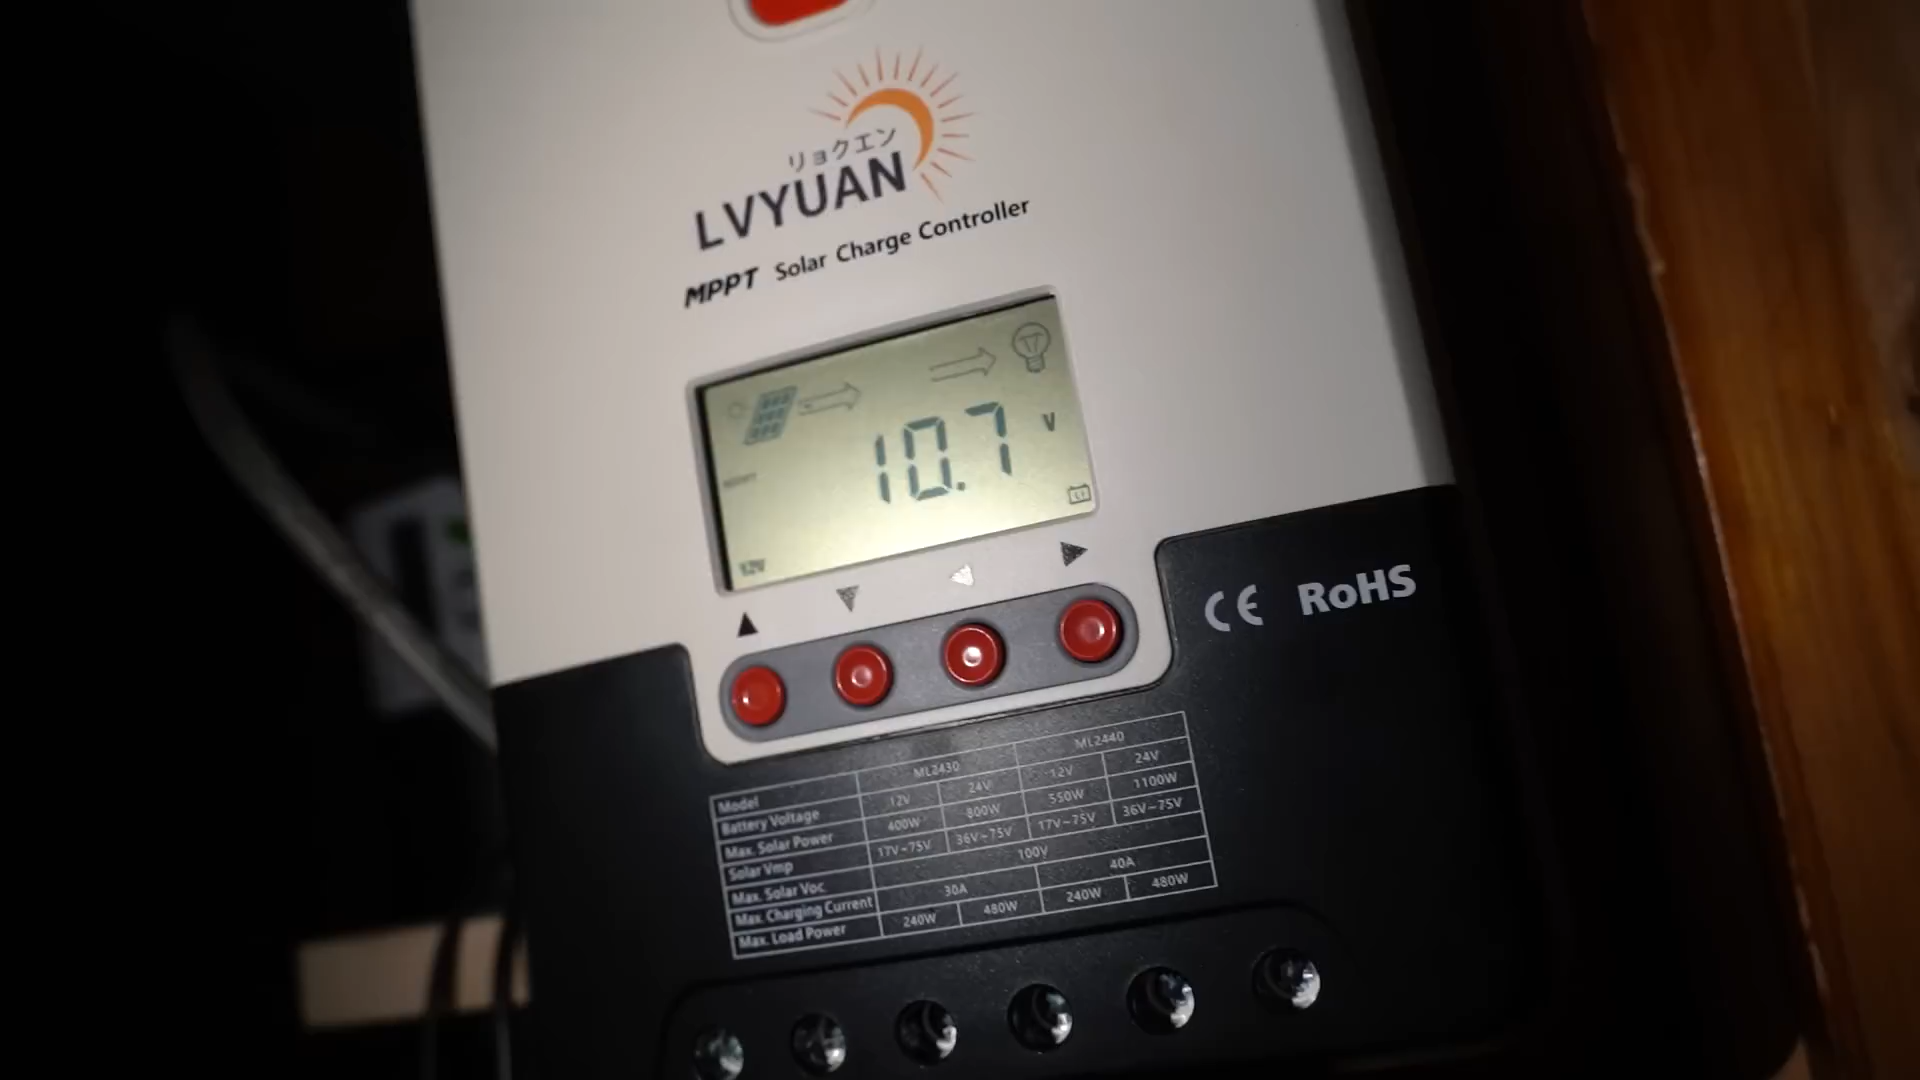 リョクエン
LVYUAN
MPPT Solar Charge Controller
10.7 V
12V
CE RoHS
Model ML2430 ML2440
Battery Voltage 12V 24V 12V 24V
Max. Solar Power 400W 800W 550W 1100W
Solar Vmp 17V~75V 36V~75V 17V~75V 36V~75V
Max. Solar Voc 100V
Max. Charging Current 30A 40A
Max. Load Power 240W 480W 240W 480W